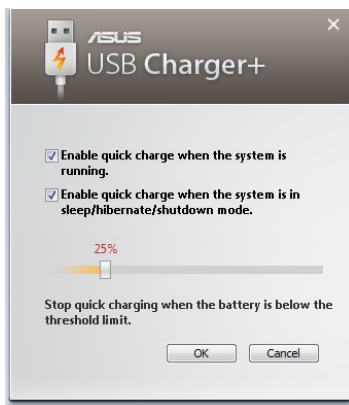 ASUS
USB Charger+
Enable quick charge when the system is
running.
Enable quick charge when the system is in
sleep/hibernate/shutdown mode.
25%
Stop quick charging when the battery is below the
threshold limit.
OK Cancel